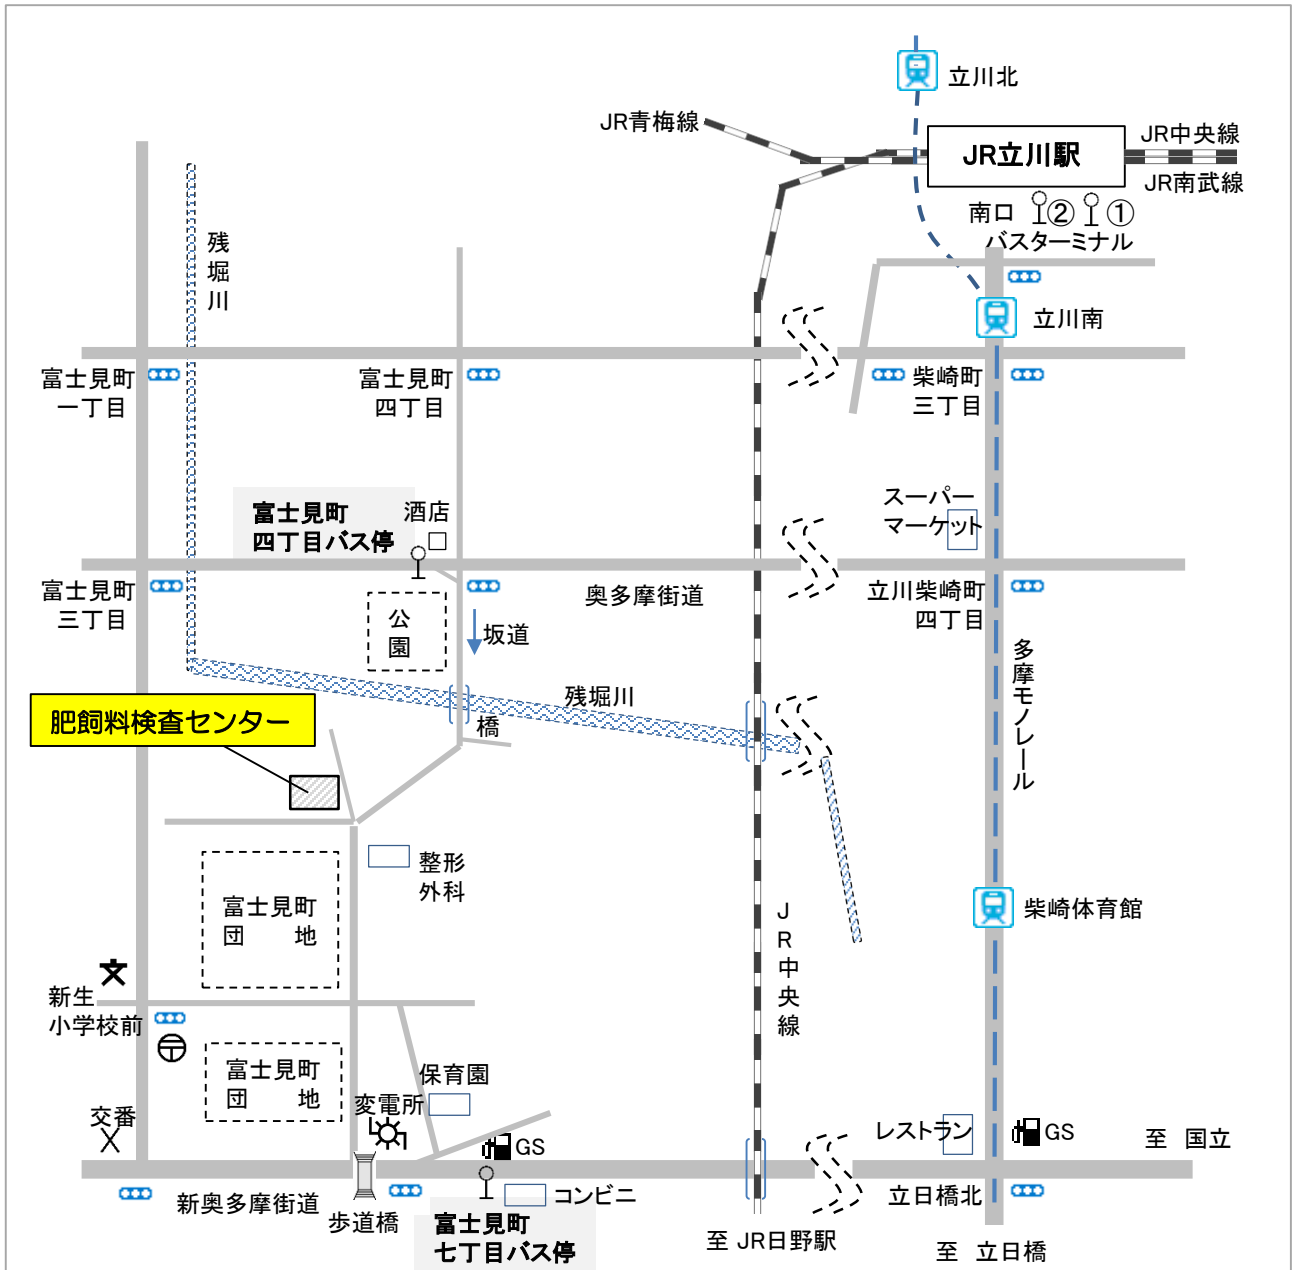 立川北
JR青梅線
JR立川駅
JR中央線
JR南武線
南口
②
①
バスターミナル
残堀川
立川南
富士見町
一丁目
富士見町
四丁目
柴崎町
三丁目
富士見町
四丁目バス停
酒店
スーパー
マーケット
富士見町
三丁目
公園
奥多摩街道
立川柴崎町
四丁目
坂道
多摩モノレール
残堀川
橋
肥飼料検査センター
整形
外科
富士見町
団 地
JR中央線
柴崎体育館
文
新生
小学校前
〒
富士見町
団 地
保育園
変電所
交番
X
GS
レストラン
GS
至 国立
新奥多摩街道
歩道橋
コンビニ
立日橋北
富士見町
七丁目バス停
至 JR日野駅
至 立日橋